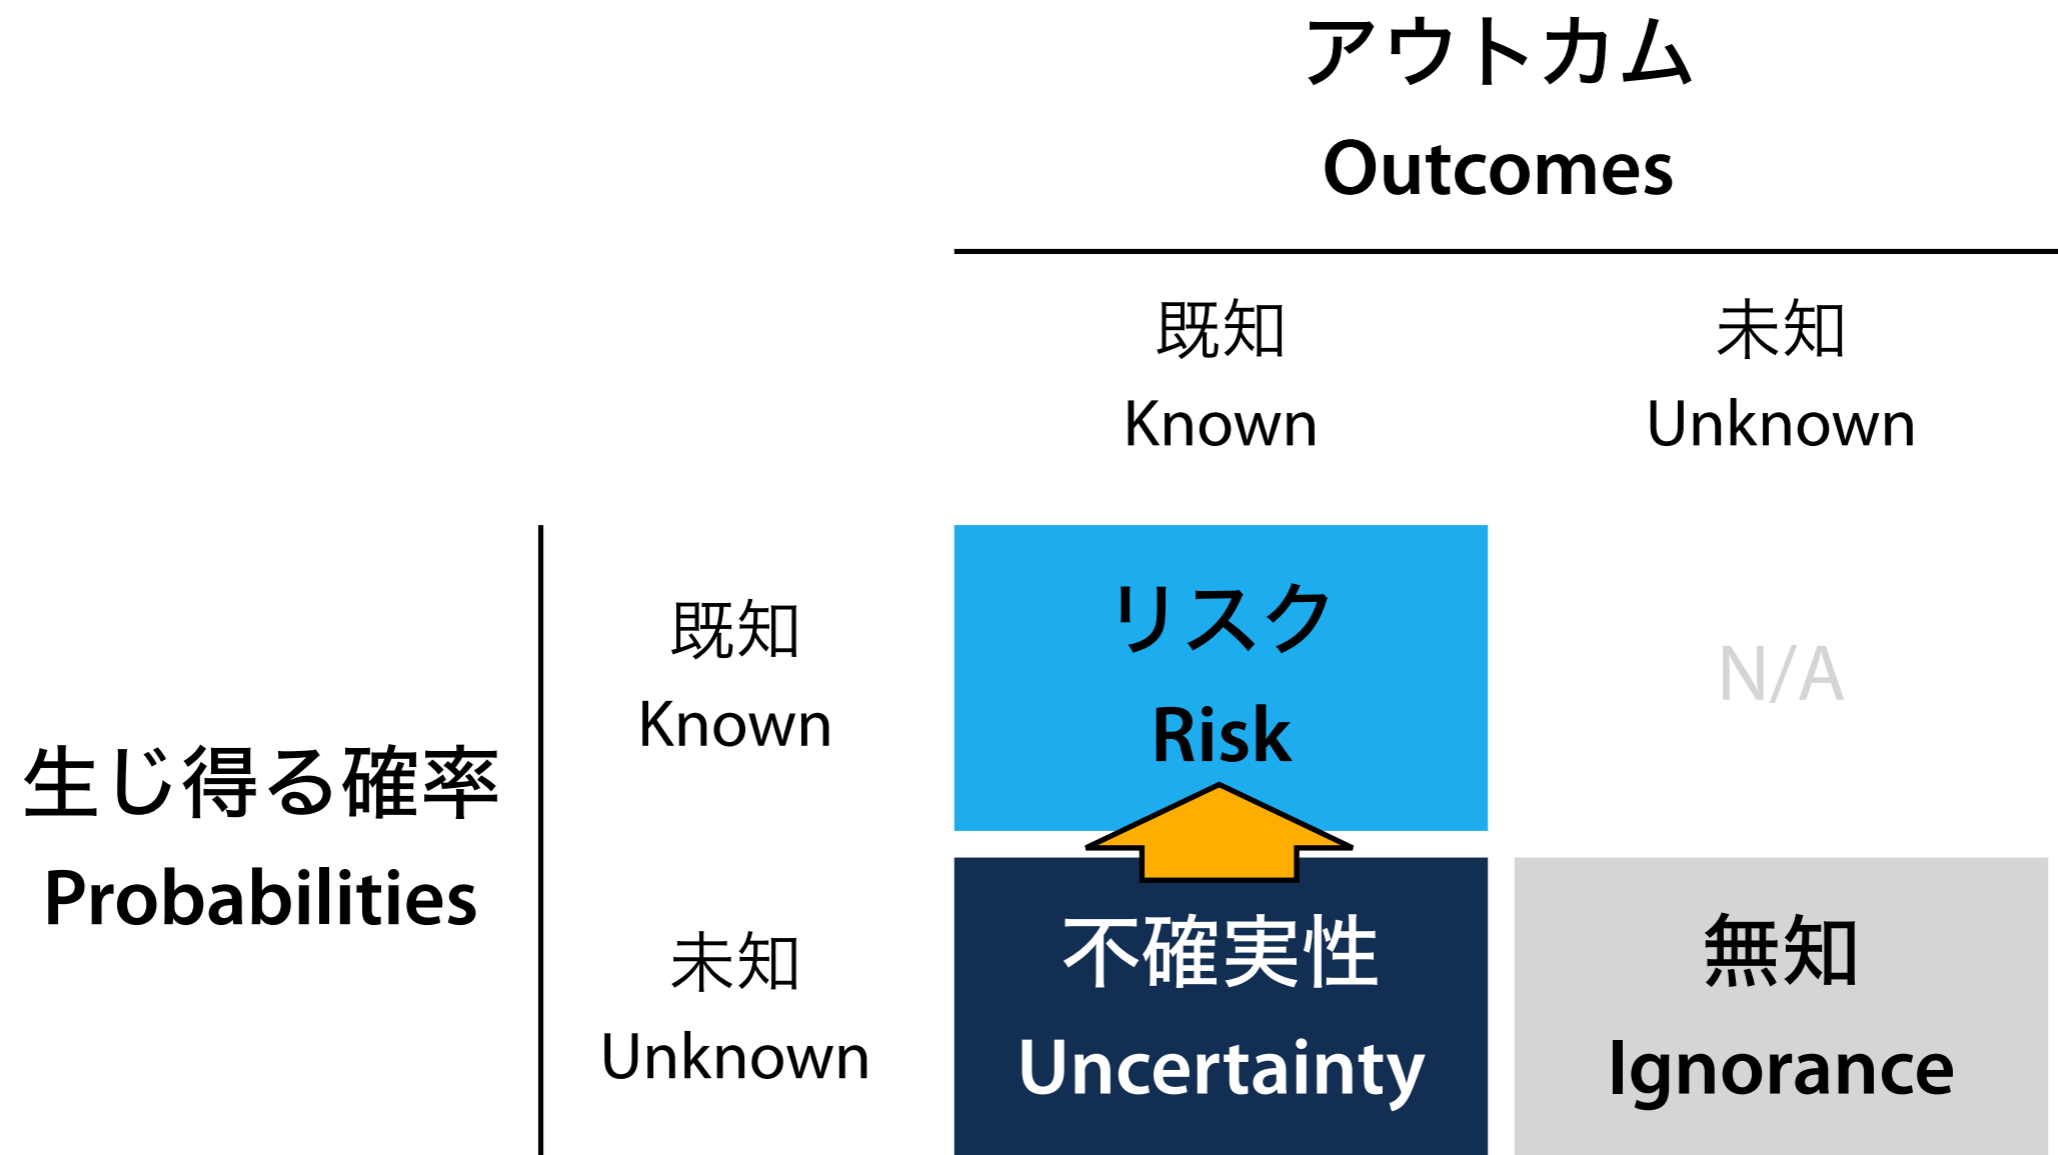 アウトカム
Outcomes
既知
Known
未知
Unknown
生じ得る確率
Probabilities
既知
Known
リスク
Risk
N/A
未知
Unknown
不確実性
Uncertainty
無知
Ignorance